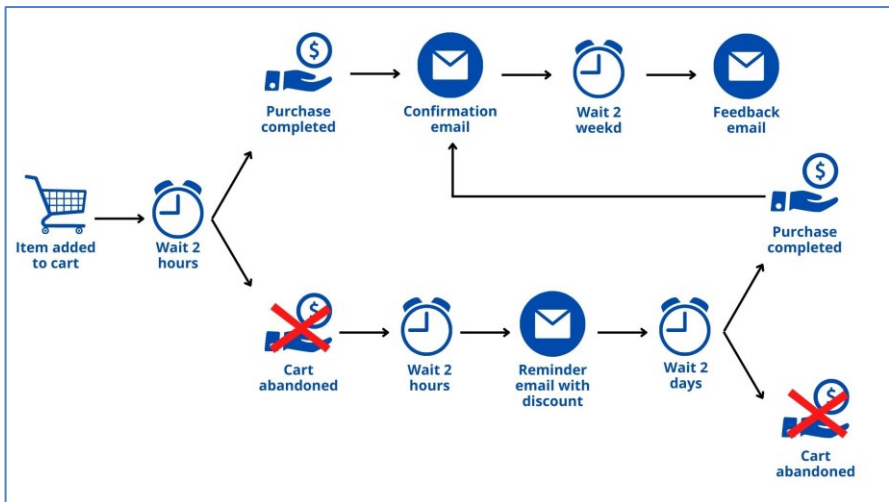 $
Purchase
completed
Confirmation
email
Wait 2
weekd
Feedback
email
Item added
to cart
Wait 2
hours
$
Purchase
completed
$
Cart
abandoned
Wait 2
hours
Reminder
email with
discount
Wait 2
days
$
Cart
abandoned